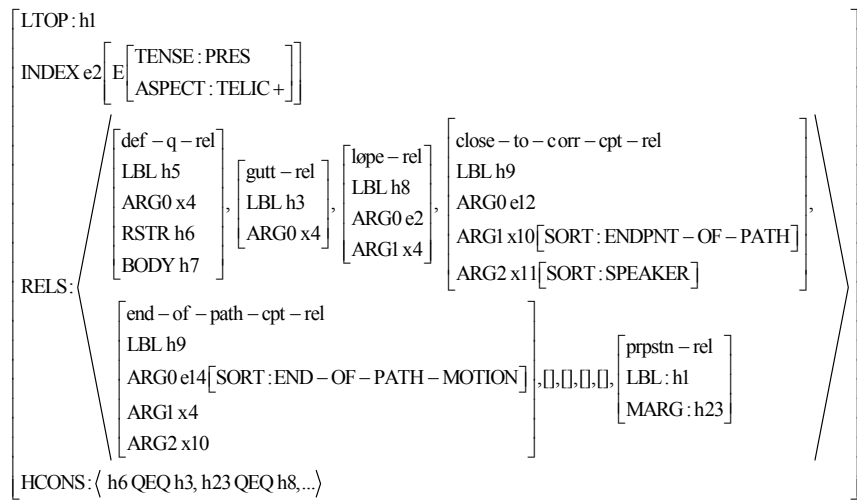 LTOP : h1
INDEX e2 [ E [ TENSE : PRES
ASPECT : TELIC + ] ]
RELS : ⟨ [ def – q – rel
LBL h5
ARG0 x4
RSTR h6
BODY h7 ] ,
[ gutt – rel
LBL h3
ARG0 x4 ] ,
[ løpe – rel
LBL h8
ARG0 e2
ARG1 x4 ] ,
[ close – to – corr – cpt – rel
LBL h9
ARG0 e12
ARG1 x10 [ SORT : ENDPNT – OF – PATH ]
ARG2 x11 [ SORT : SPEAKER ] ] ,
[ end – of – path – cpt – rel
LBL h9
ARG0 e14 [ SORT : END – OF – PATH – MOTION ]
ARG1 x4
ARG2 x10 ] , [], [], [], [],
[ prpstn – rel
LBL : h1
MARG : h23 ] ⟩
HCONS : ⟨ h6 QEQ h3, h23 QEQ h8,... ⟩